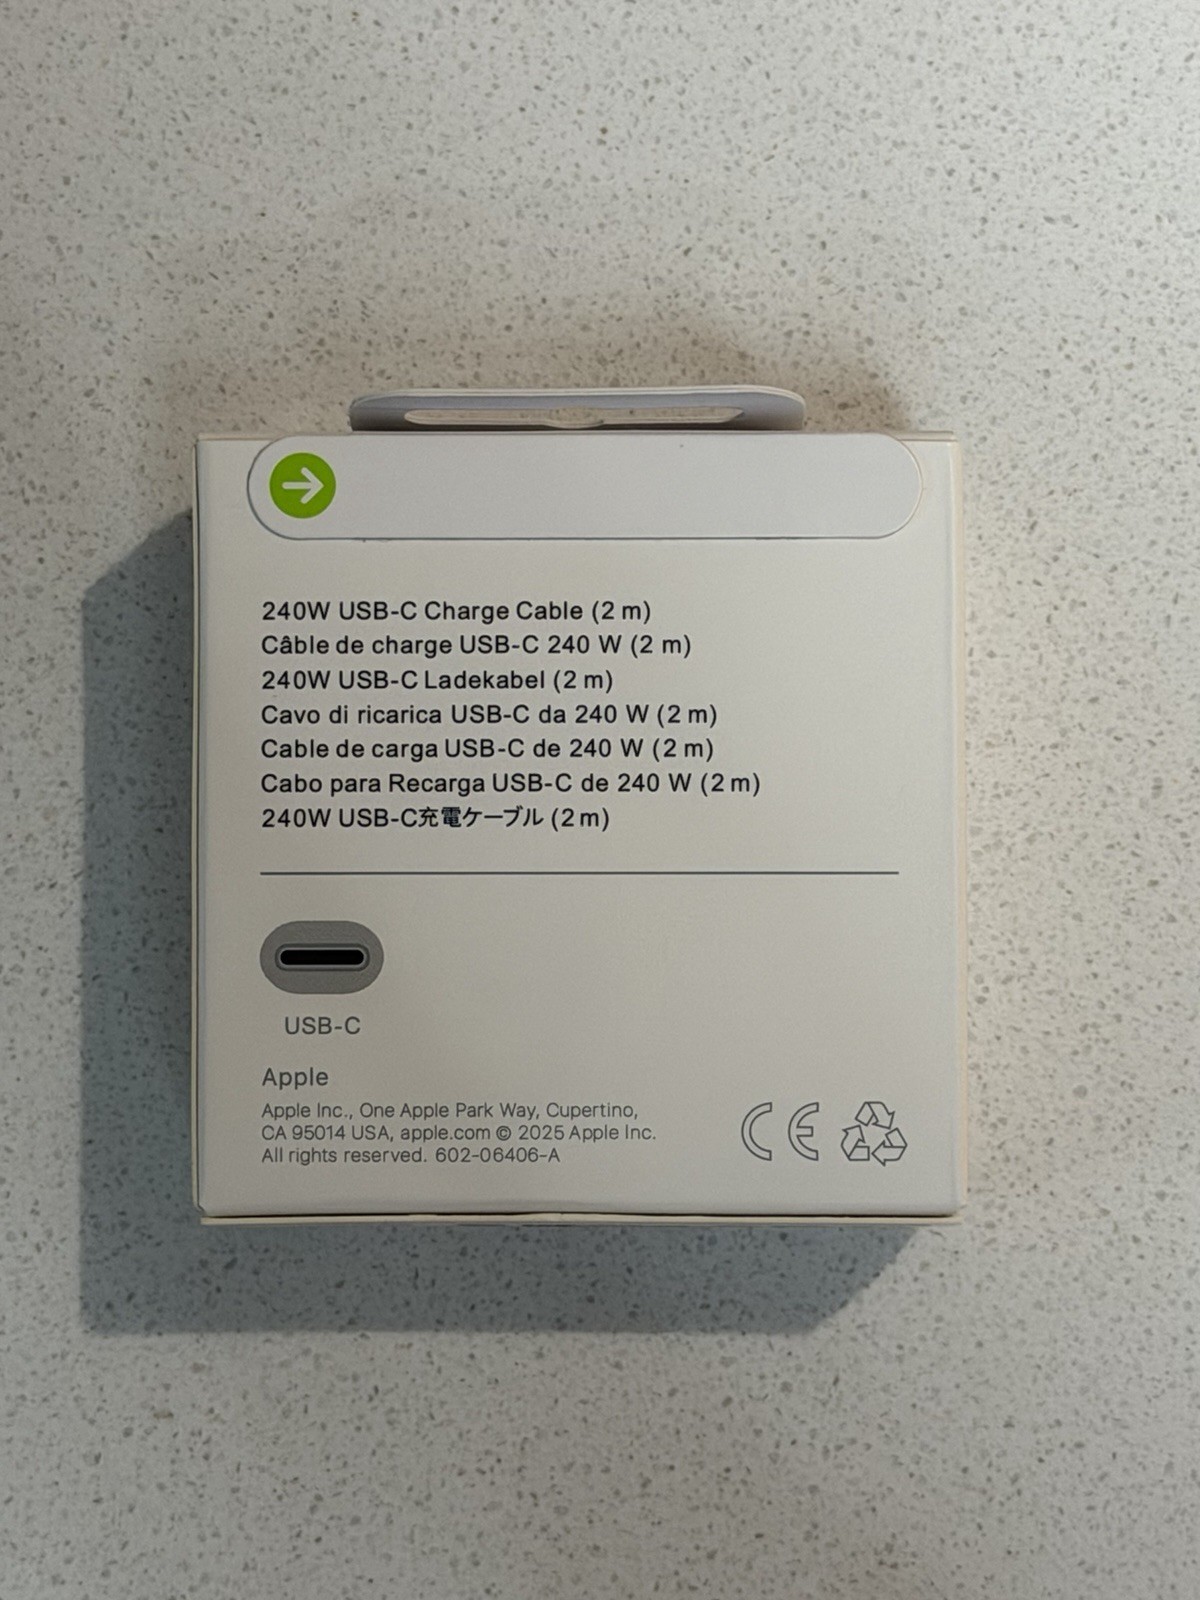 240W USB-C Charge Cable (2 m)
Câble de charge USB-C 240 W (2 m)
240W USB-C Ladekabel (2 m)
Cavo di ricarica USB-C da 240 W (2 m)
Cable de carga USB-C de 240 W (2 m)
Cabo para Recarga USB-C de 240 W (2 m)
240W USB-C充電ケーブル (2 m)
USB-C
Apple
Apple Inc., One Apple Park Way, Cupertino,
CA 95014 USA, apple.com © 2025 Apple Inc.
All rights reserved. 602-06406-A
CE